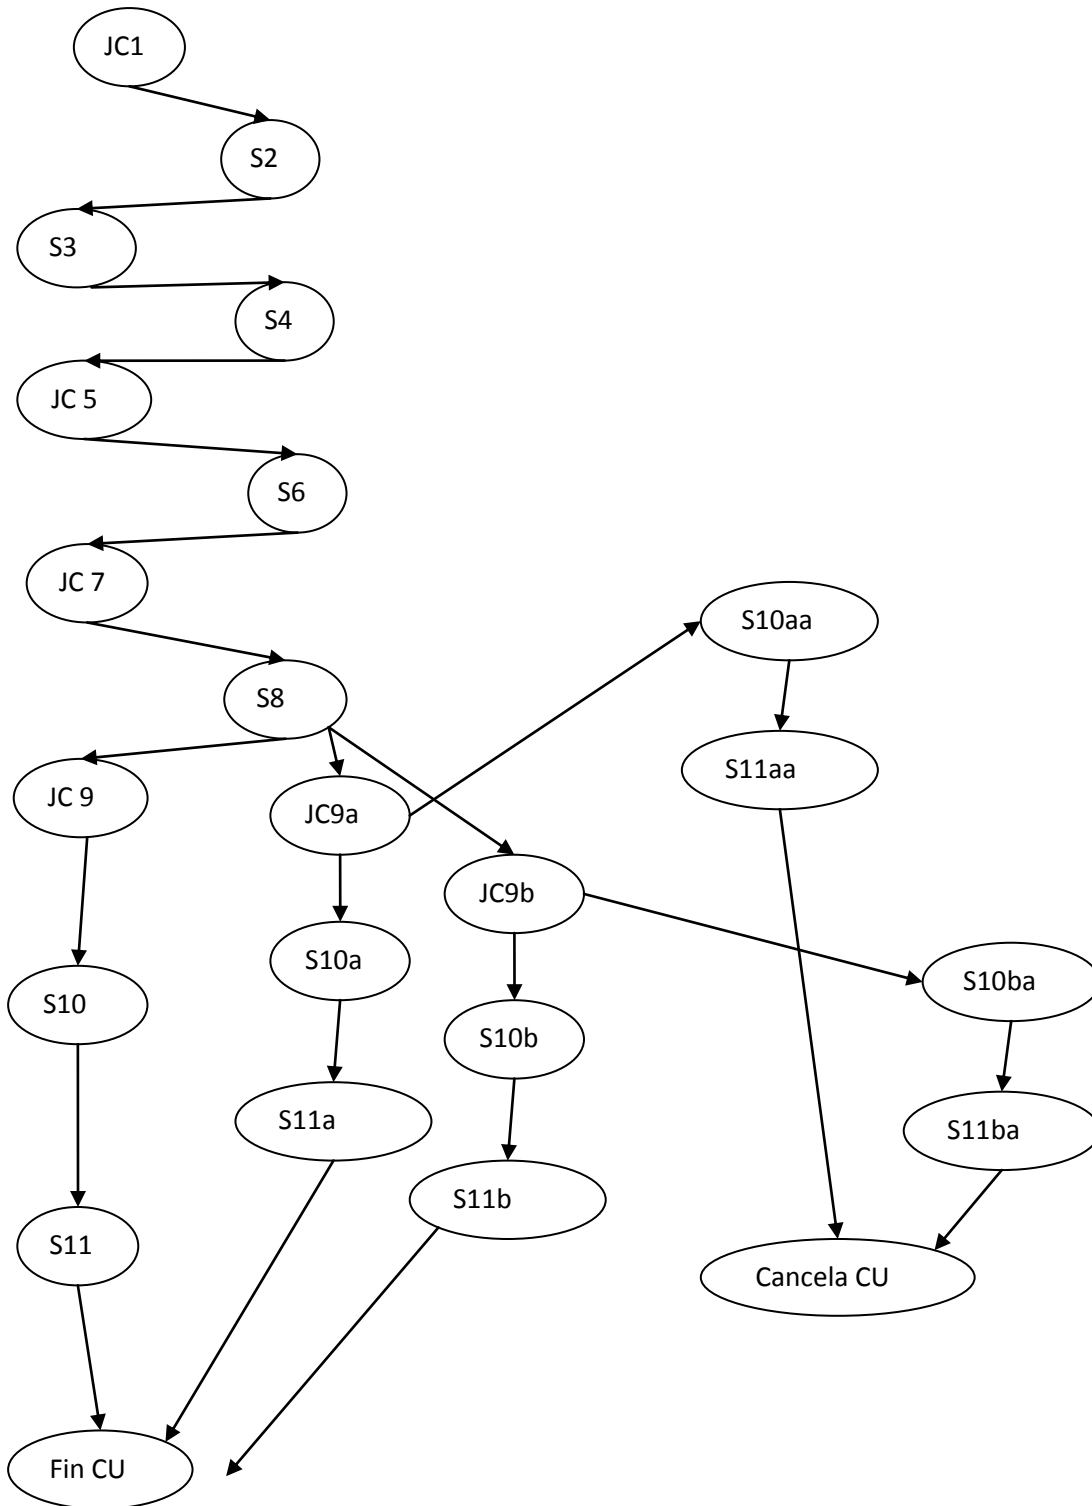 JC1
S2
S3
S4
JC 5
S6
JC 7
S10aa
S8
S11aa
JC 9
JC9a
JC9b
S10a
S10ba
S10
S10b
S11a
S11ba
S11b
S11
Cancela CU
Fin CU